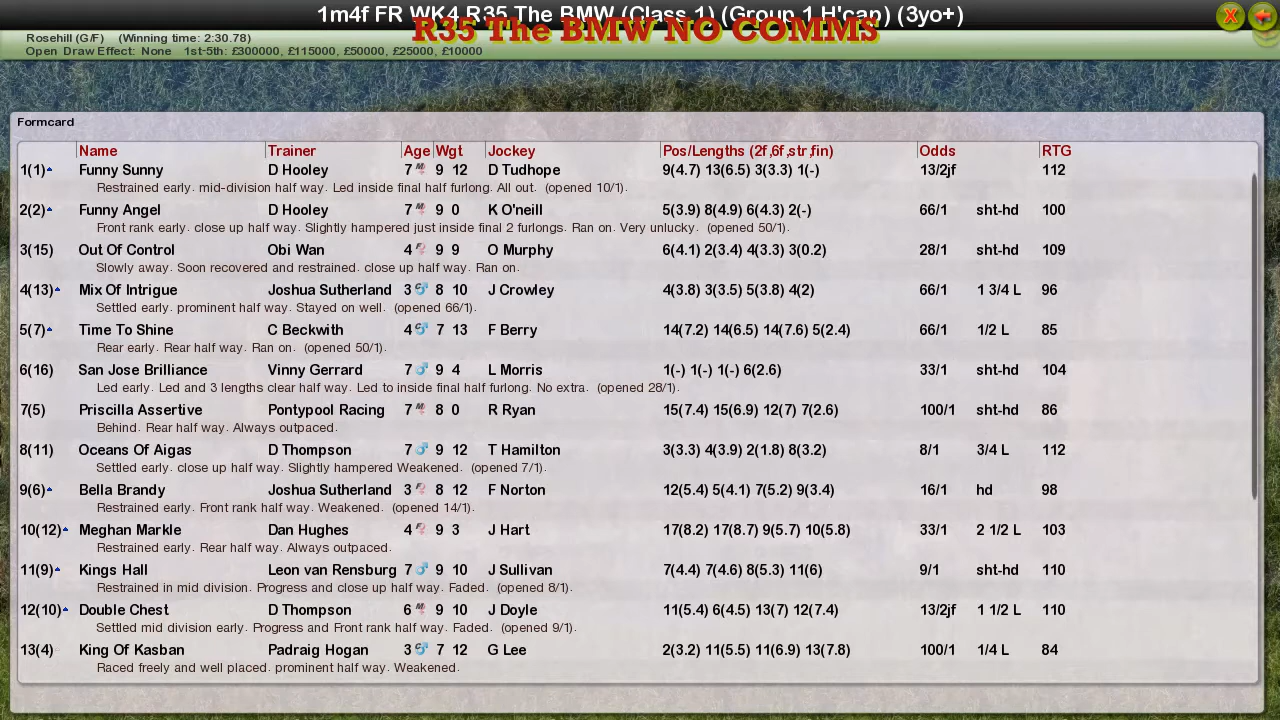 1m4f FR WK4 R35 The BMW (Class 1) (Group 1 H'cap) (3yo+)
R35 The BMW NO COMMS
Rosehill (G/F) (Winning time: 2:30.78)
Open Draw Effect: None 1st-5th: £300000, £115000, £50000, £25000, £10000
Formcard
Name Trainer Age Wgt Jockey Pos/Lengths (2f,6f,str,fin) Odds RTG
1(1) Funny Sunny D Hooley 7 M 9 12 D Tudhope 9(4.7) 13(6.5) 3(3.3) 1(-) 13/2jf 112
Restrained early. mid-division half way. Led inside final half furlong. All out. (opened 10/1).
2(2) Funny Angel D Hooley 7 M 9 0 K O'neill 5(3.9) 8(4.9) 6(4.3) 2(-) 66/1 sht-hd 100
Front rank early. close up half way. Slightly hampered just inside final 2 furlongs. Ran on. Very unlucky. (opened 50/1).
3(15) Out Of Control Obi Wan 4 9 9 O Murphy 6(4.1) 2(3.4) 4(3.3) 3(0.2) 28/1 sht-hd 109
Slowly away. Soon recovered and restrained. close up half way. Ran on.
4(13) Mix Of Intrigue Joshua Sutherland 3 8 10 J Crowley 4(3.8) 3(3.5) 5(3.8) 4(2) 66/1 1 3/4 L 96
Settled early. prominent half way. Stayed on well. (opened 66/1).
5(7) Time To Shine C Beckwith 4 7 13 F Berry 14(7.2) 14(6.5) 14(7.6) 5(2.4) 66/1 1/2 L 85
Rear early. Rear half way. Ran on. (opened 50/1).
6(16) San Jose Brilliance Vinny Gerrard 7 9 4 L Morris 1(-) 1(-) 1(-) 6(2.6) 33/1 sht-hd 104
Led early. Led and 3 lengths clear half way. Led to inside final half furlong. No extra. (opened 28/1).
7(5) Priscilla Assertive Pontypool Racing 7 M 8 0 R Ryan 15(7.4) 15(6.9) 12(7) 7(2.6) 100/1 sht-hd 86
Behind. Rear half way. Always outpaced.
8(11) Oceans Of Aigas D Thompson 7 9 12 T Hamilton 3(3.3) 4(3.9) 2(1.8) 8(3.2) 8/1 3/4 L 112
Settled early. close up half way. Slightly hampered Weakened. (opened 7/1).
9(6) Bella Brandy Joshua Sutherland 3 8 12 F Norton 12(5.4) 5(4.1) 7(5.2) 9(3.4) 16/1 hd 98
Restrained early. Front rank half way. Weakened. (opened 14/1).
10(12) Meghan Markle Dan Hughes 4 9 3 J Hart 17(8.2) 17(8.7) 9(5.7) 10(5.8) 33/1 2 1/2 L 103
Restrained early. Rear half way. Always outpaced.
11(9) Kings Hall Leon van Rensburg 7 9 10 J Sullivan 7(4.4) 7(4.6) 8(5.3) 11(6) 9/1 sht-hd 110
Restrained in mid division. Progress and close up half way. Faded. (opened 8/1).
12(10) Double Chest D Thompson 6 M 9 10 J Doyle 11(5.4) 6(4.5) 13(7) 12(7.4) 13/2jf 1 1/2 L 110
Settled mid division early. Progress and Front rank half way. Faded. (opened 9/1).
13(4) King Of Kasban Padraig Hogan 3 7 12 G Lee 2(3.2) 11(5.5) 11(6.9) 13(7.8) 100/1 1/4 L 84
Raced freely and well placed. prominent half way. Weakened.